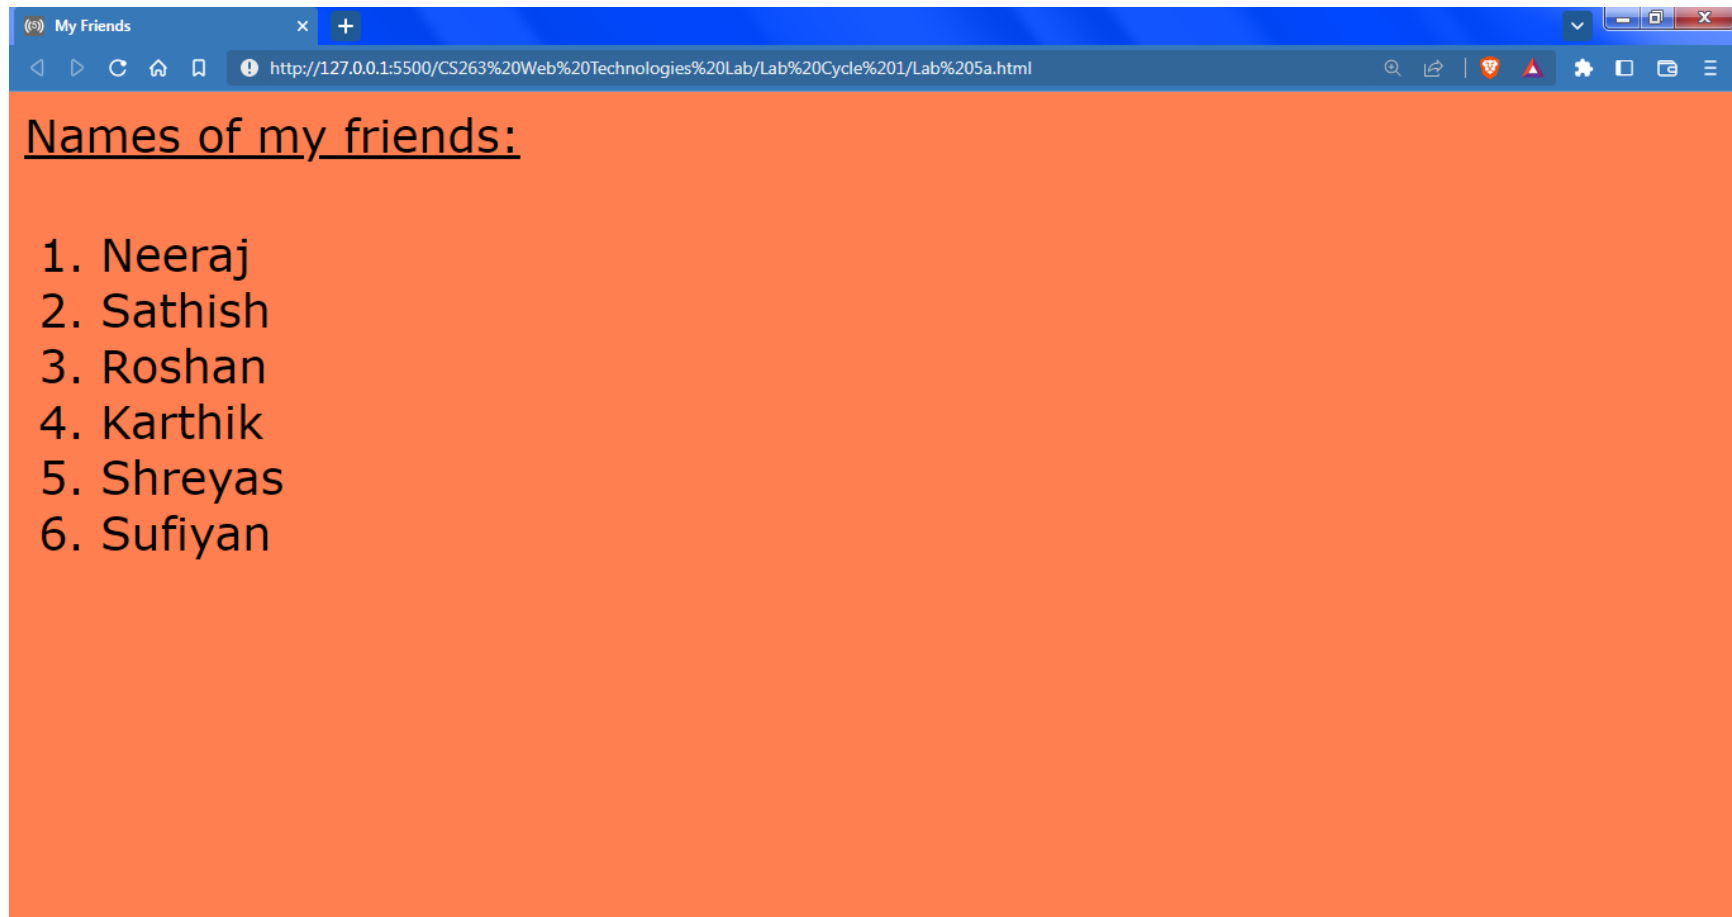 My Friends
http://127.0.0.1:5500/CS263%20Web%20Technologies%20Lab/Lab%20Cycle%201/Lab%205a.html
Names of my friends:
1. Neeraj
2. Sathish
3. Roshan
4. Karthik
5. Shreyas
6. Sufiyan